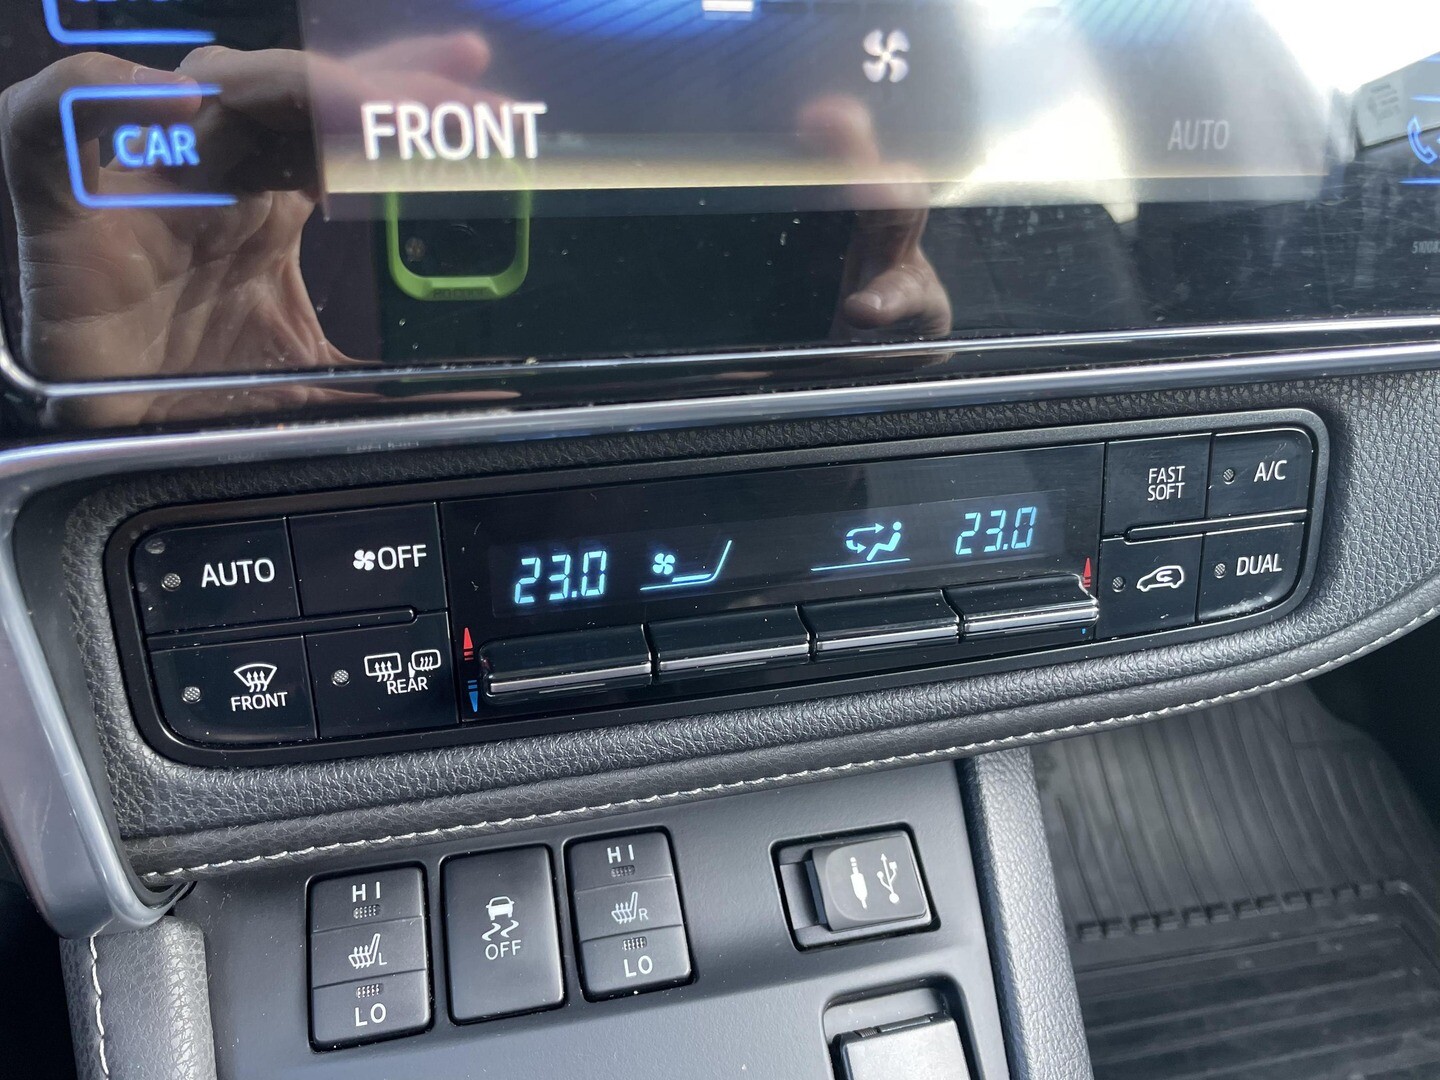 CAR
FRONT
AUTO
AUTO
OFF
FRONT
REAR
23.0
23.0
FAST
SOFT
A/C
DUAL
HI
L
LO
OFF
HI
R
LO